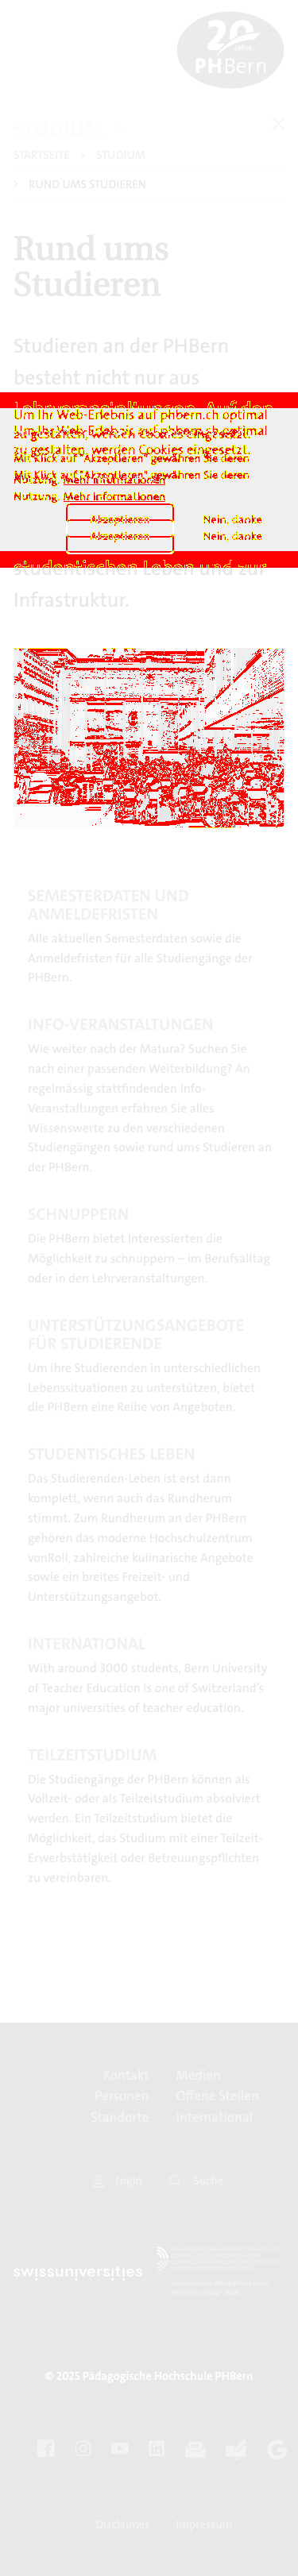 20 Jahre
PHBern
STUDIUM
STARTSEITE > STUDIUM
> RUND UMS STUDIEREN
Rund ums
Studieren
Studieren an der PHBern
besteht nicht nur aus
Lehrveranstaltungen. Auf den
Um Ihr Web-Erlebnis auf phbern.ch optimal
zu gestalten, werden Cookies eingesetzt.
Mit Klick auf "Akzeptieren" gewähren Sie deren
Nutzung. Mehr Informationen
Akzeptieren
Nein, danke
studentischen Leben und zur
Infrastruktur.
SEMESTERDATEN UND
ANMELDEFRISTEN
Alle aktuellen Semesterdaten sowie die
Anmeldefristen für alle Studiengänge der
PHBern.
INFO-VERANSTALTUNGEN
Wie weiter nach der Matura? Suchen Sie
nach einer passenden Weiterbildung? An
regelmässig stattfindenden Info-
Veranstaltungen erfahren Sie alles
Wissenswerte zu den verschiedenen
Studiengängen sowie rund ums Studieren an
der PHBern.
SCHNUPPERN
Die PHBern bietet Interessierten die
Möglichkeit zu schnuppern – im Berufsalltag
oder in den Lehrveranstaltungen.
UNTERSTÜTZUNGSANGEBOTE
FÜR STUDIERENDE
Um ihre Studierenden in unterschiedlichen
Lebenssituationen zu unterstützen, bietet
die PHBern eine Reihe von Angeboten.
STUDENTISCHES LEBEN
Das Studierenden-Leben ist erst dann
komplett, wenn auch das Rundherum
stimmt. Zum Rundherum an der PHBern
gehören das moderne Hochschulzentrum
vonRoll, zahlreiche kulinarische Angebote
sowie ein breites Freizeit- und
Unterstützungsangebot.
INTERNATIONAL
With around 3000 students, Bern University
of Teacher Education is one of Switzerland's
major universities of teacher education.
TEILZEITSTUDIUM
Die Studiengänge der PHBern können als
Vollzeit- oder als Teilzeitstudium absolviert
werden. Ein Teilzeitstudium bietet die
Möglichkeit, das Studium mit einer Teilzeit-
Erwerbstätigkeit oder Betreuungspflichten
zu vereinbaren.
Kontakt Medien
Personen Offene Stellen
Standorte International
Login Suche
swissuniversities
© 2025 Pädagogische Hochschule PHBern
Disclaimer Impressum